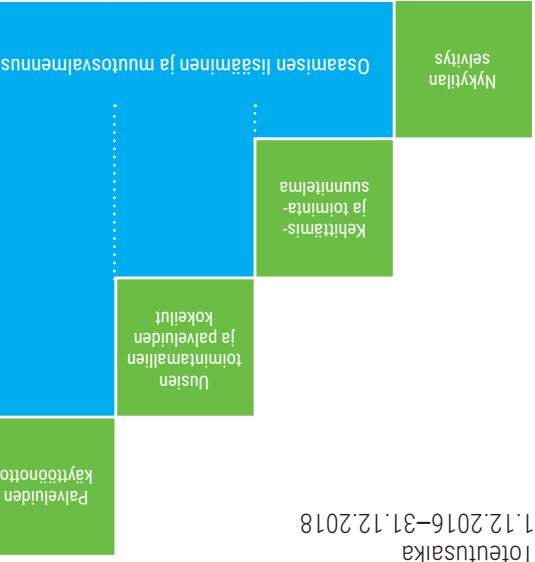 Toteutusaika
1.12.2016–31.12.2018
Palveluiden
käyttöönotto
Uusien
toimintamallien
ja palveluiden
kokeilut
Kehittämis-
ja toiminta-
suunnitelma
Nykytilan
selvitys
Osaamisen lisääminen ja muutosvalmennus